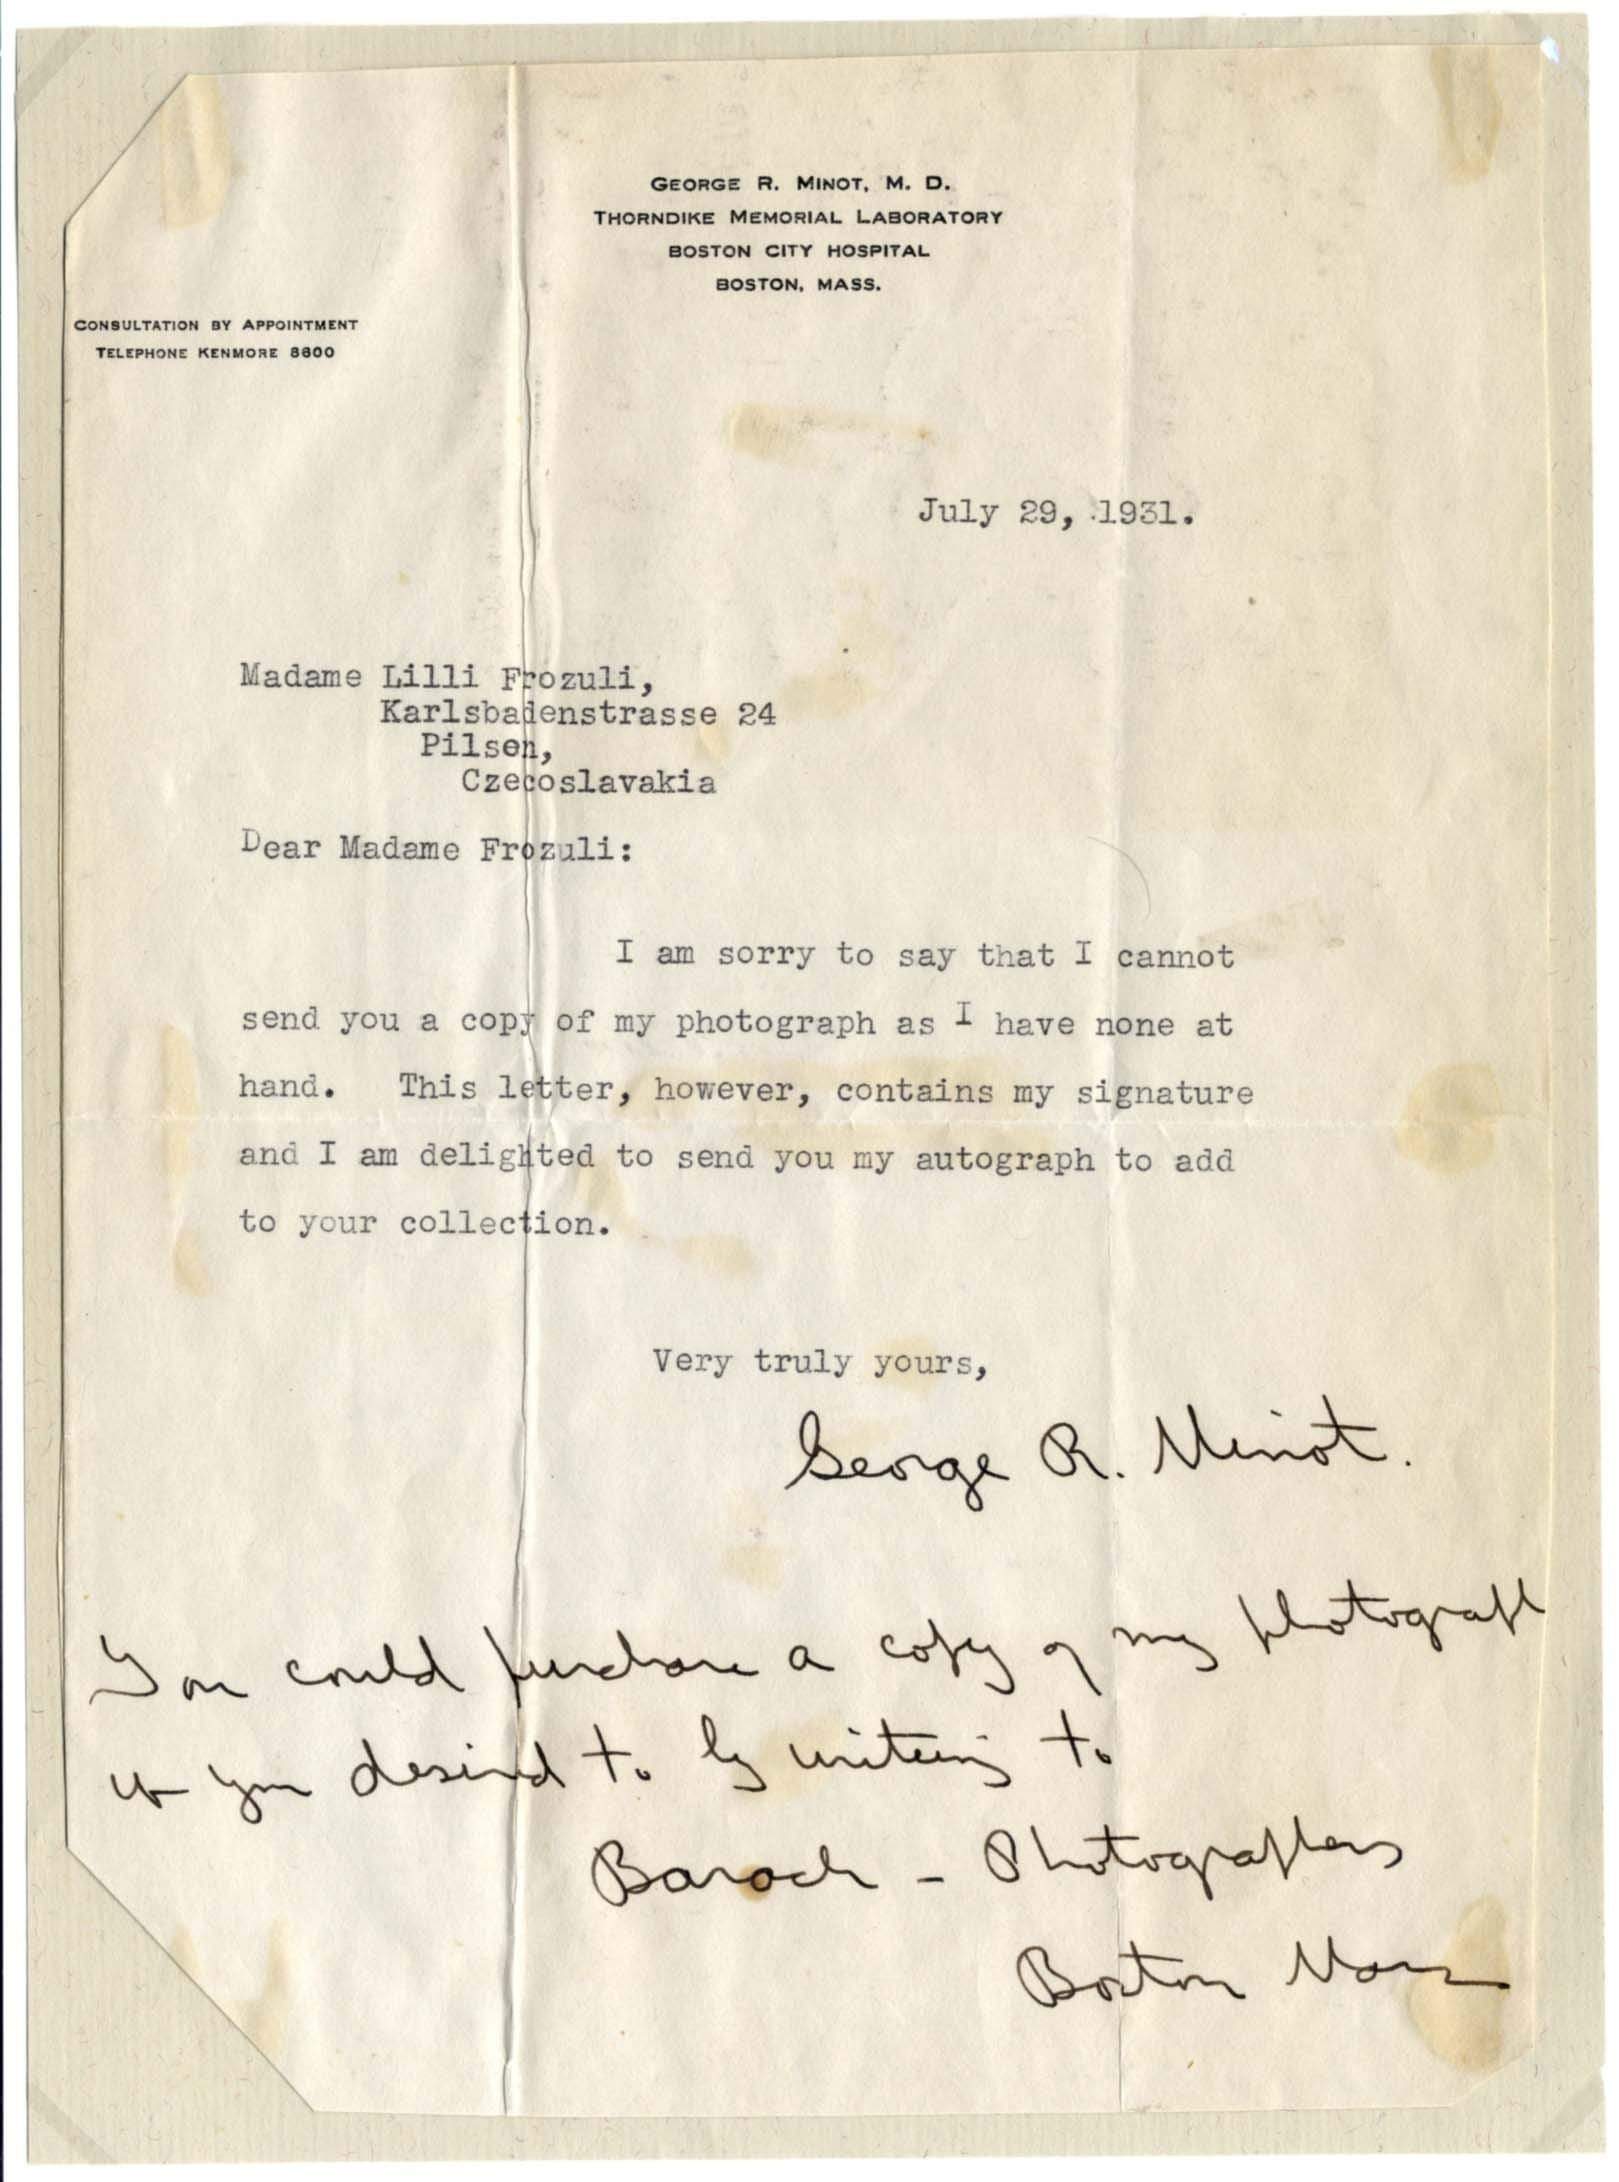 GEORGE R. MINOT, M. D.
THORNDIKE MEMORIAL LABORATORY
BOSTON CITY HOSPITAL
BOSTON, MASS.
CONSULTATION BY APPOINTMENT
TELEPHONE KENMORE 8600
July 29, 1931.
Madame Lilli Frozuli,
Karlsbadenstrasse 24
Pilsen,
Czecoslavakia
Dear Madame Frozuli:
I am sorry to say that I cannot
send you a copy of my photograph as I have none at
hand. This letter, however, contains my signature
and I am delighted to send you my autograph to add
to your collection.
Very truly yours,
George R. Minot.
You could purchase a copy of my photograph
if you desired to by writing to
Bachrach - Photographers
Boston Mass